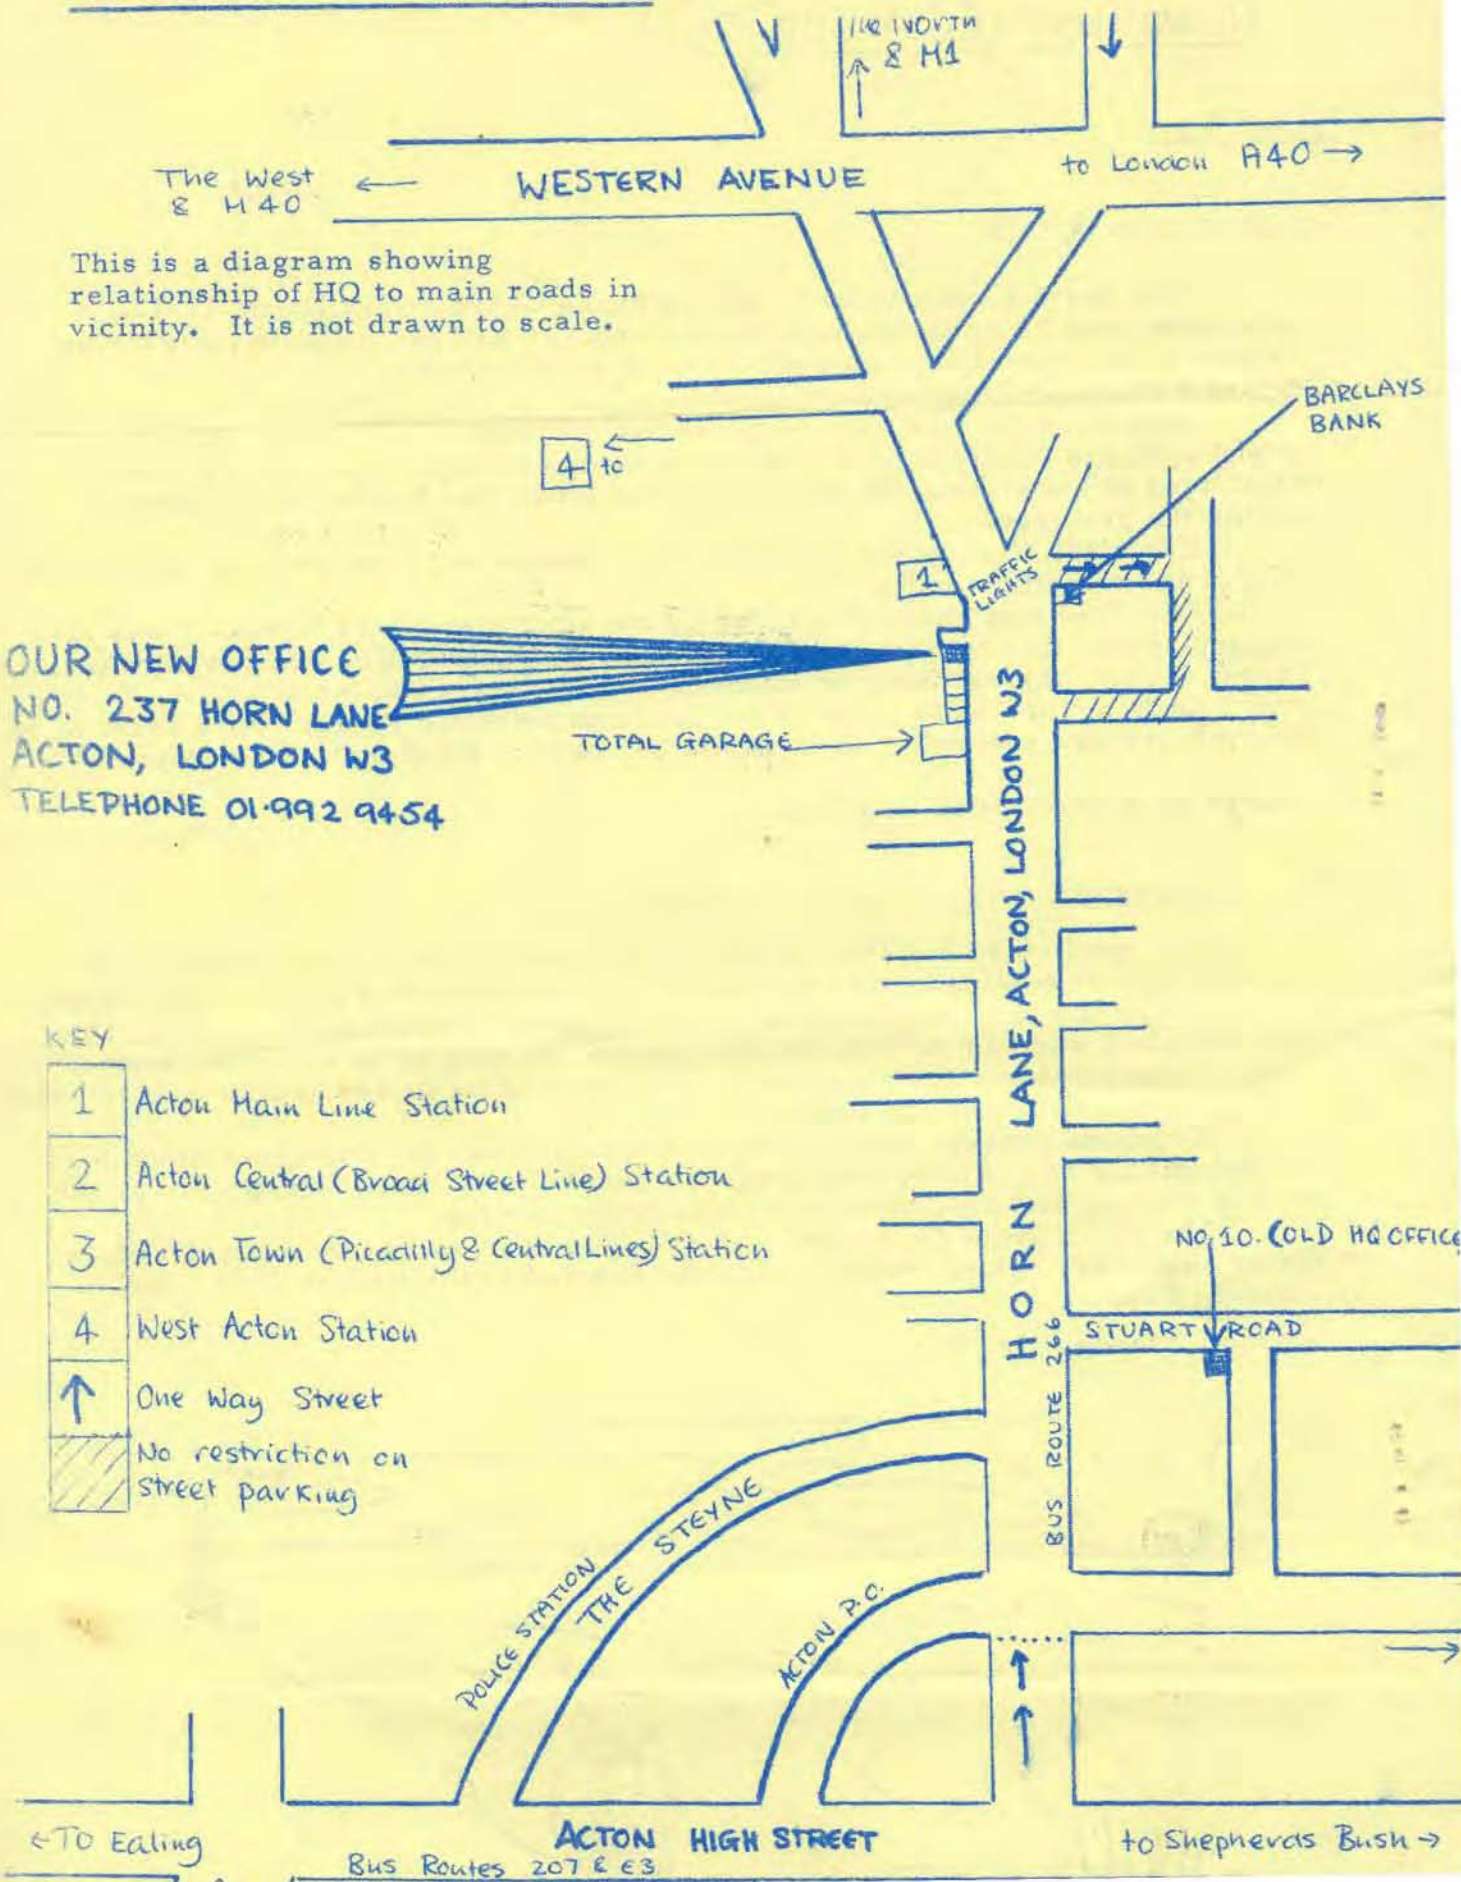 & M1
WESTERN AVENUE
to London A40 →
The West ←
& M40
This is a diagram showing
relationship of HQ to main roads in
vicinity. It is not drawn to scale.
BARCLAYS
BANK
4 to
1
TRAFFIC
LIGHTS
OUR NEW OFFICE
NO. 237 HORN LANE
ACTON, LONDON W3
TELEPHONE 01·992 9454
TOTAL GARAGE
HORN LANE, ACTON, LONDON W3
KEY
1 Acton Main Line Station
2 Acton Central (Broad Street Line) Station
3 Acton Town (Picadilly & Central Lines) Station
4 West Acton Station
↑ One Way Street
No restriction on
street parking
NO. 10. (OLD HQ OFFICE
STUART ROAD
BUS ROUTE 266
THE STEYNE
POLICE STATION
ACTON P.O.
← TO Ealing
ACTON HIGH STREET
to Shepherds Bush →
Bus Routes 207 & E3